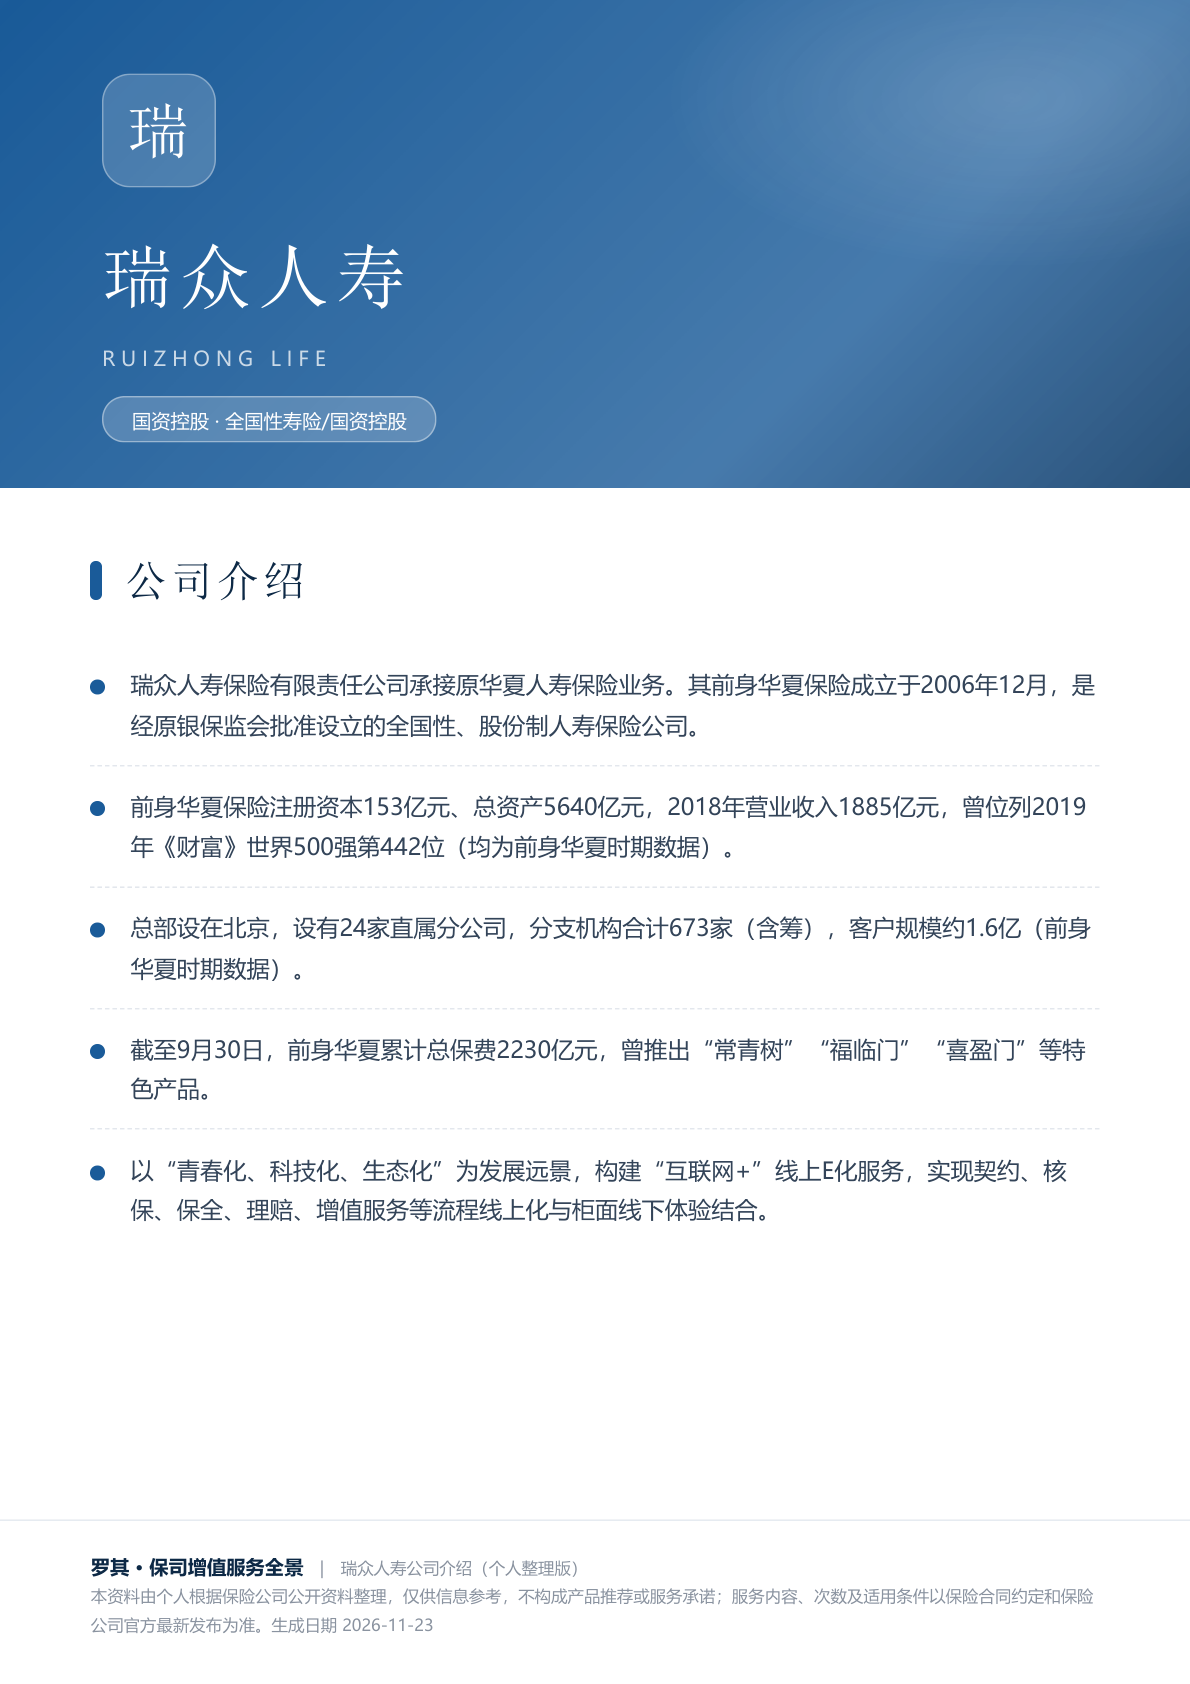 瑞
瑞众人寿
RUIZHONG LIFE
国资控股 · 全国性寿险/国资控股
公司介绍
瑞众人寿保险有限责任公司承接原华夏人寿保险业务。其前身华夏保险成立于2006年12月，是
经原银保监会批准设立的全国性、股份制人寿保险公司。
前身华夏保险注册资本153亿元、总资产5640亿元，2018年营业收入1885亿元，曾位列2019
年《财富》世界500强第442位（均为前身华夏时期数据）。
总部设在北京，设有24家直属分公司，分支机构合计673家（含筹），客户规模约1.6亿（前身
华夏时期数据）。
截至9月30日，前身华夏累计总保费2230亿元，曾推出“常青树”“福临门”“喜盈门”等特
色产品。
以“青春化、科技化、生态化”为发展远景，构建“互联网+”线上E化服务，实现契约、核
保、保全、理赔、增值服务等流程线上化与柜面线下体验结合。
罗其·保司增值服务全景 | 瑞众人寿公司介绍（个人整理版）
本资料由个人根据保险公司公开资料整理，仅供信息参考，不构成产品推荐或服务承诺；服务内容、次数及适用条件以保险合同约定和保险
公司官方最新发布为准。生成日期 2026-11-23